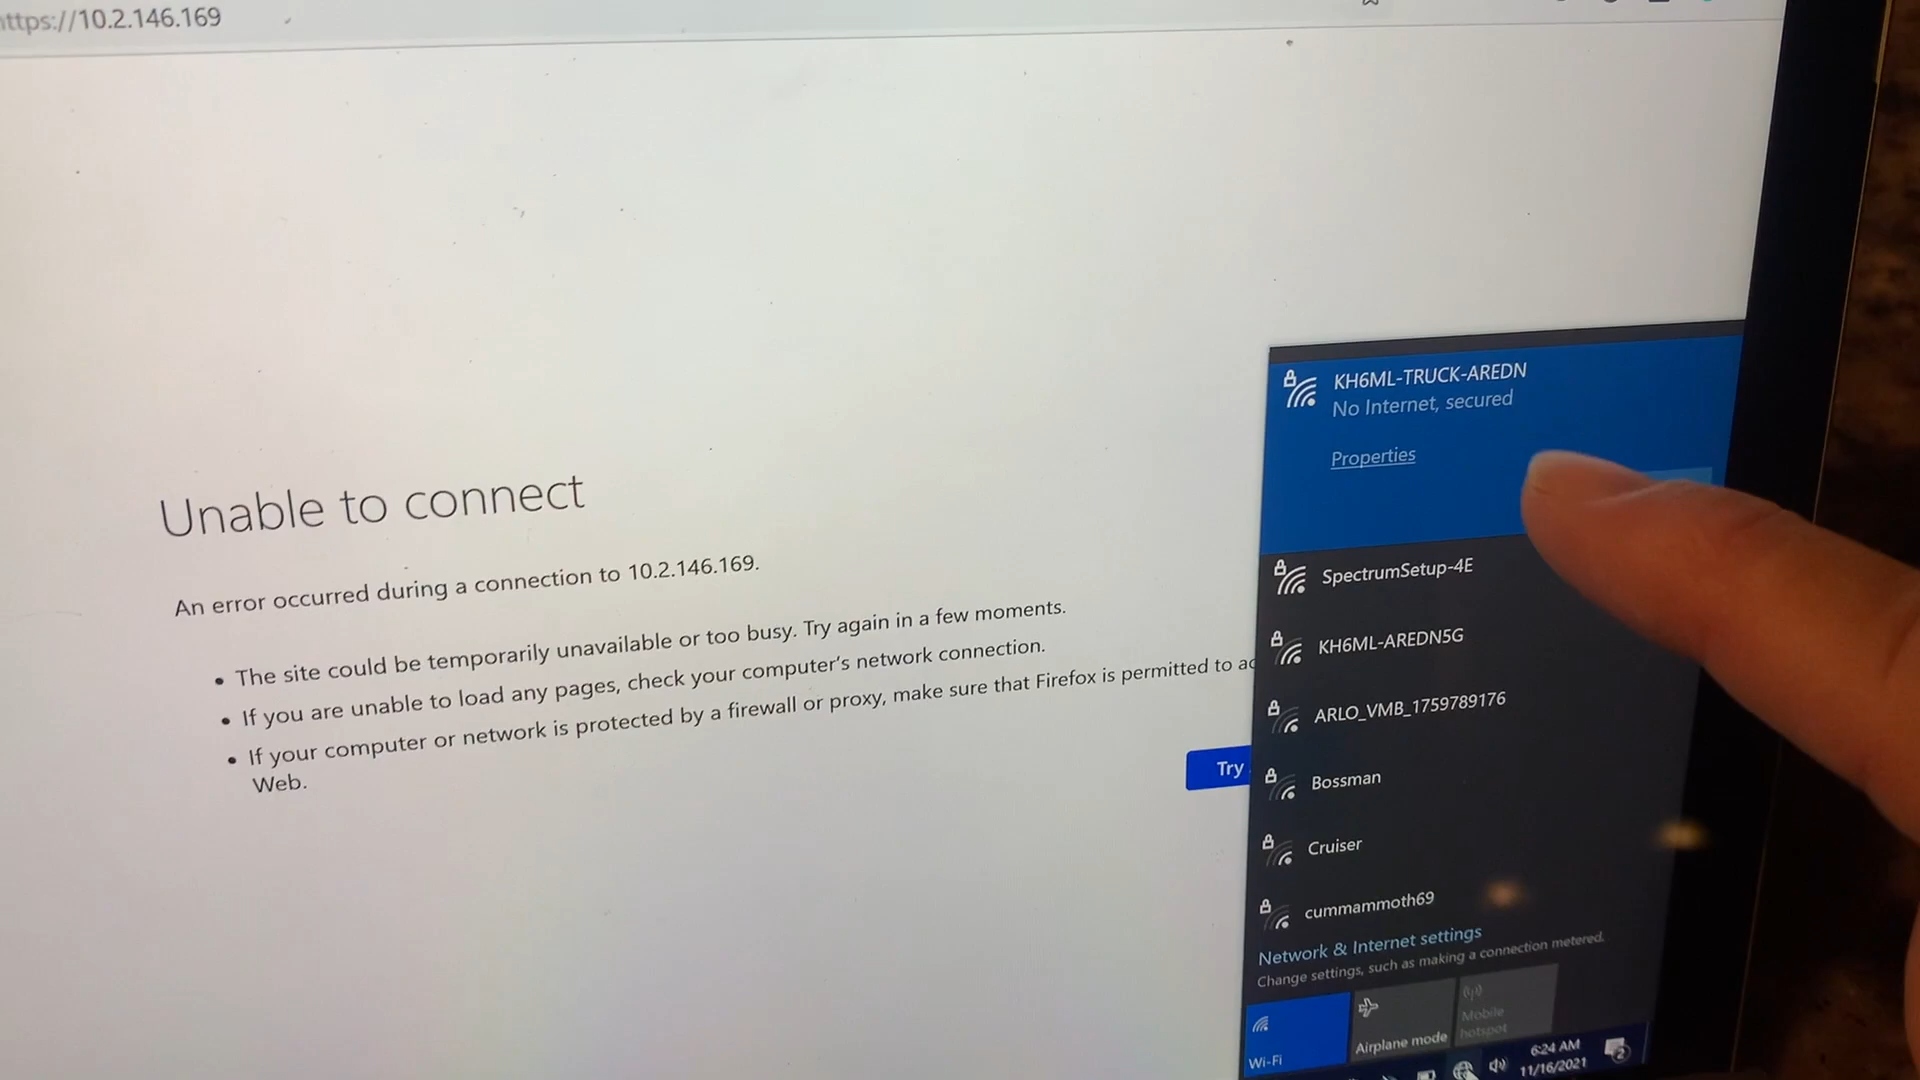 ttps://10.2.146.169
Unable to connect
An error occurred during a connection to 10.2.146.169.
The site could be temporarily unavailable or too busy. Try again in a few moments.
If you are unable to load any pages, check your computer's network connection.
If your computer or network is protected by a firewall or proxy, make sure that Firefox is permitted to ac
Web.
Try
KH6ML-TRUCK-AREDN
No Internet, secured
Properties
SpectrumSetup-4E
KH6ML-AREDN5G
ARLO_VMB_1759789176
Bossman
Cruiser
cummammoth69
Network & Internet settings
Change settings, such as making a connection metered.
Wi-Fi
Airplane mode
Mobile
hotspot
6:24 AM
11/16/2021
2